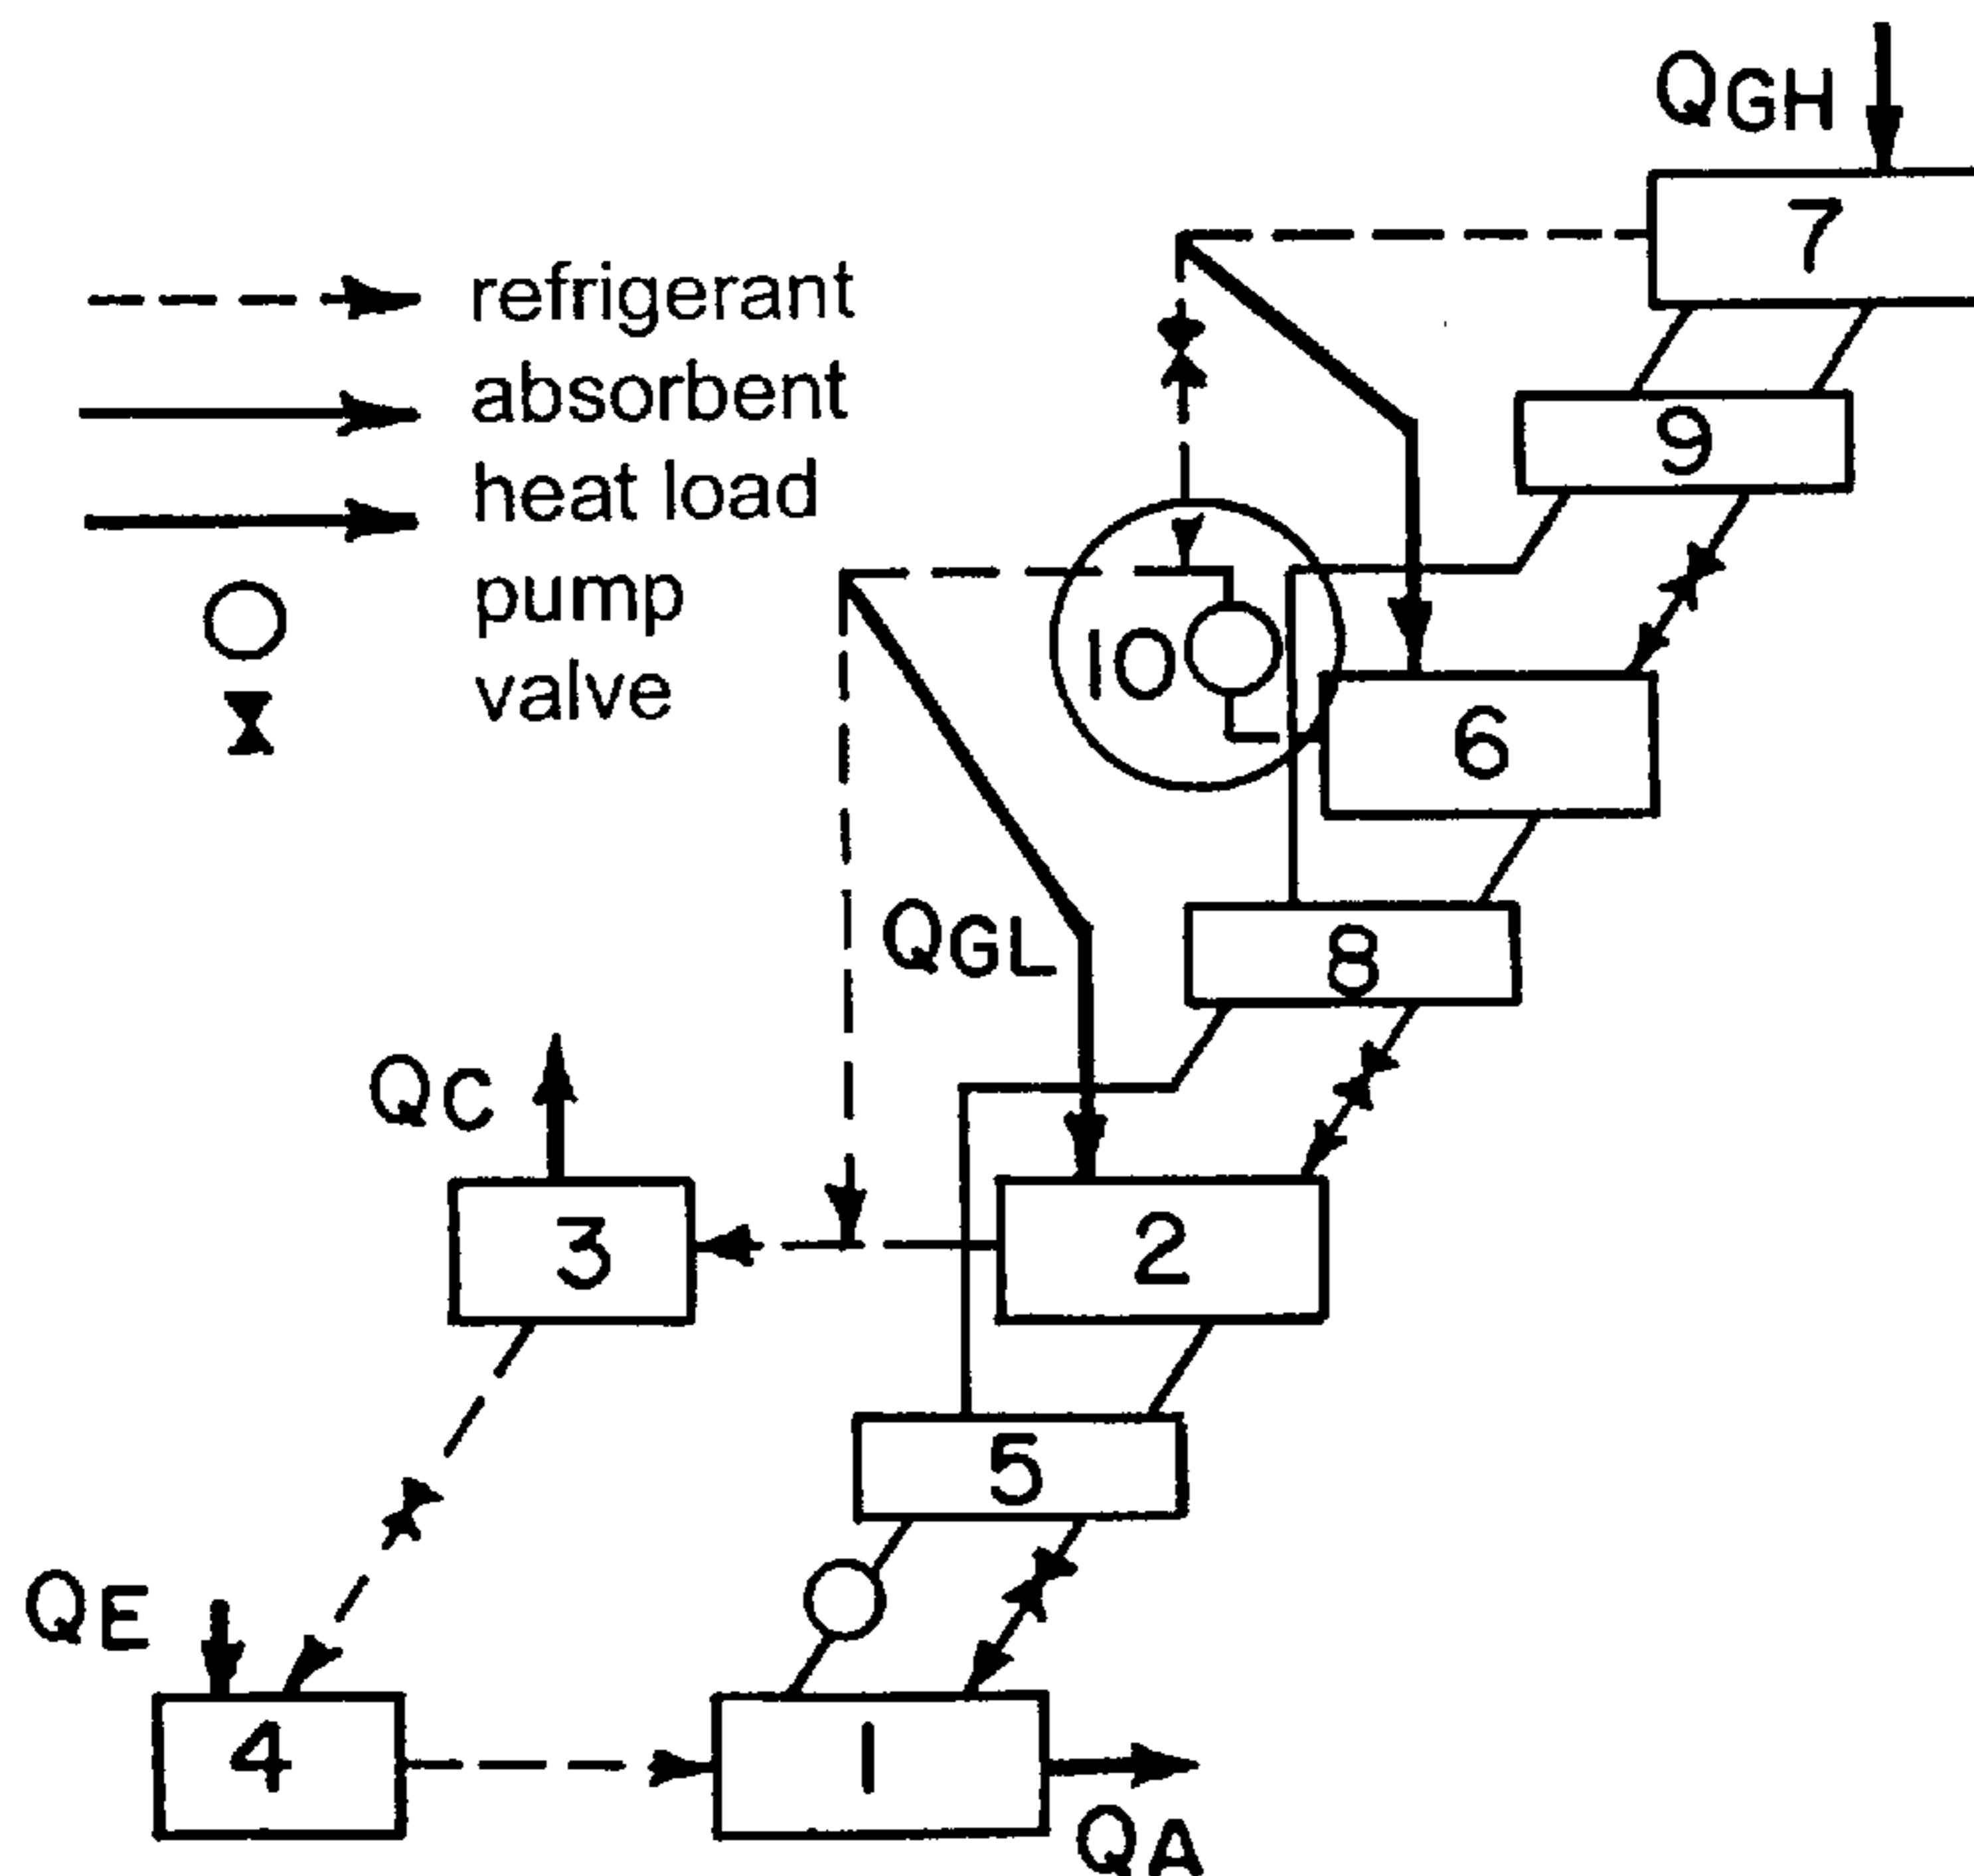 QGH
7
refrigerant
absorbent
9
heat load
pump
10
valve
6
QGL
8
QC
3
2
5
QE
4
1
QA